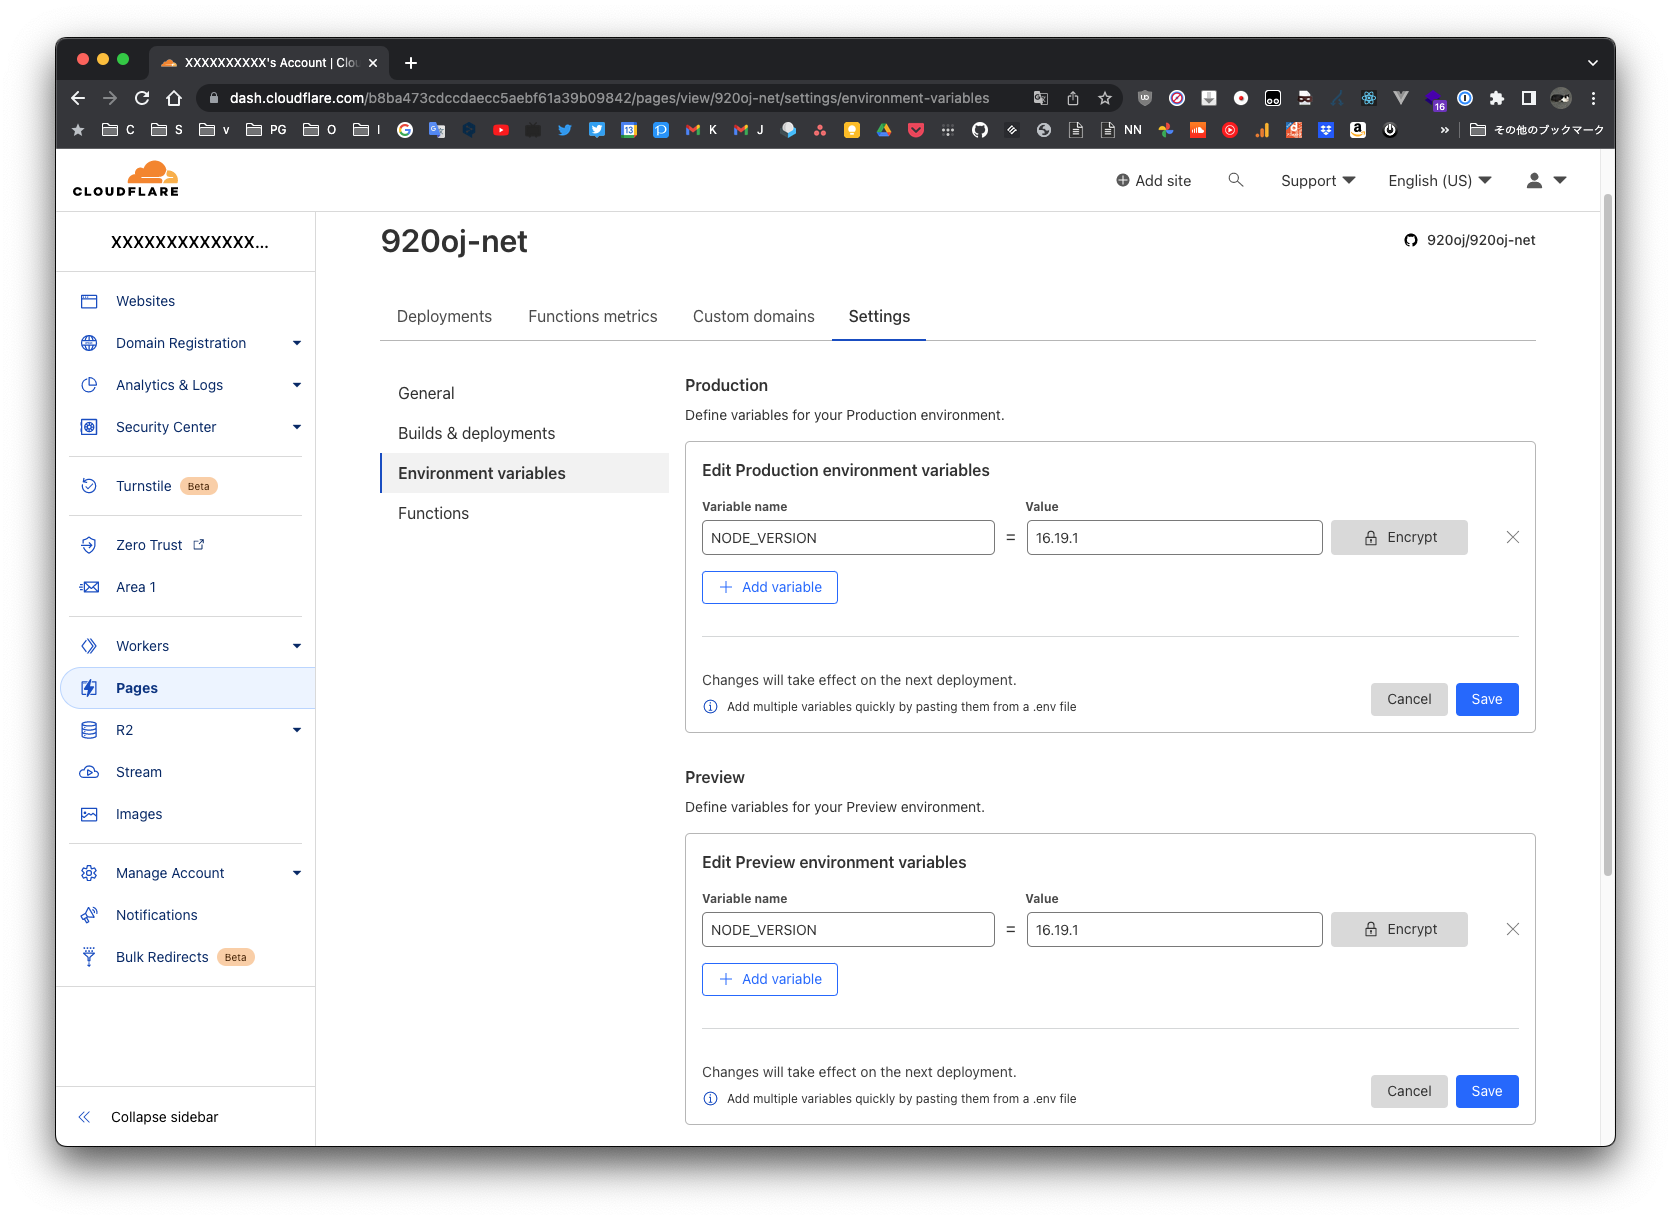 XXXXXXXXXX's Account | Clou
dash.cloudflare.com/b8ba473cdccdaecc5aebf61a39b09842/pages/view/920oj-net/settings/environment-variables
16
C S v PG O I K J NN その他のブックマーク
CLOUDFLARE
Add site Support English (US)
XXXXXXXXXXXXX...
Websites
Domain Registration
Analytics & Logs
Security Center
Turnstile Beta
Zero Trust
Area 1
Workers
Pages
R2
Stream
Images
Manage Account
Notifications
Bulk Redirects Beta
Collapse sidebar
920oj-net
920oj/920oj-net
Deployments Functions metrics Custom domains Settings
General
Builds & deployments
Environment variables
Functions
Production
Define variables for your Production environment.
Edit Production environment variables
Variable name Value
NODE_VERSION = 16.19.1 Encrypt
+ Add variable
Changes will take effect on the next deployment.
Add multiple variables quickly by pasting them from a .env file
Cancel Save
Preview
Define variables for your Preview environment.
Edit Preview environment variables
Variable name Value
NODE_VERSION = 16.19.1 Encrypt
+ Add variable
Changes will take effect on the next deployment.
Add multiple variables quickly by pasting them from a .env file
Cancel Save